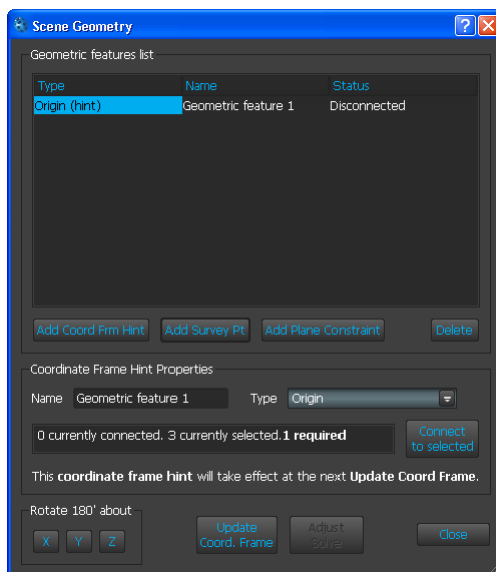 Scene Geometry
Geometric features list
Type Name Status
Origin (hint) Geometric feature 1 Disconnected
Add Coord Frm Hint Add Survey Pt Add Plane Constraint Delete
Coordinate Frame Hint Properties
Name Geometric feature 1 Type Origin
0 currently connected. 3 currently selected.1 required
Connect
to selected
This coordinate frame hint will take effect at the next Update Coord Frame.
Rotate 180' about
X Y Z
Update
Coord. Frame
Adjust
Solve
Close